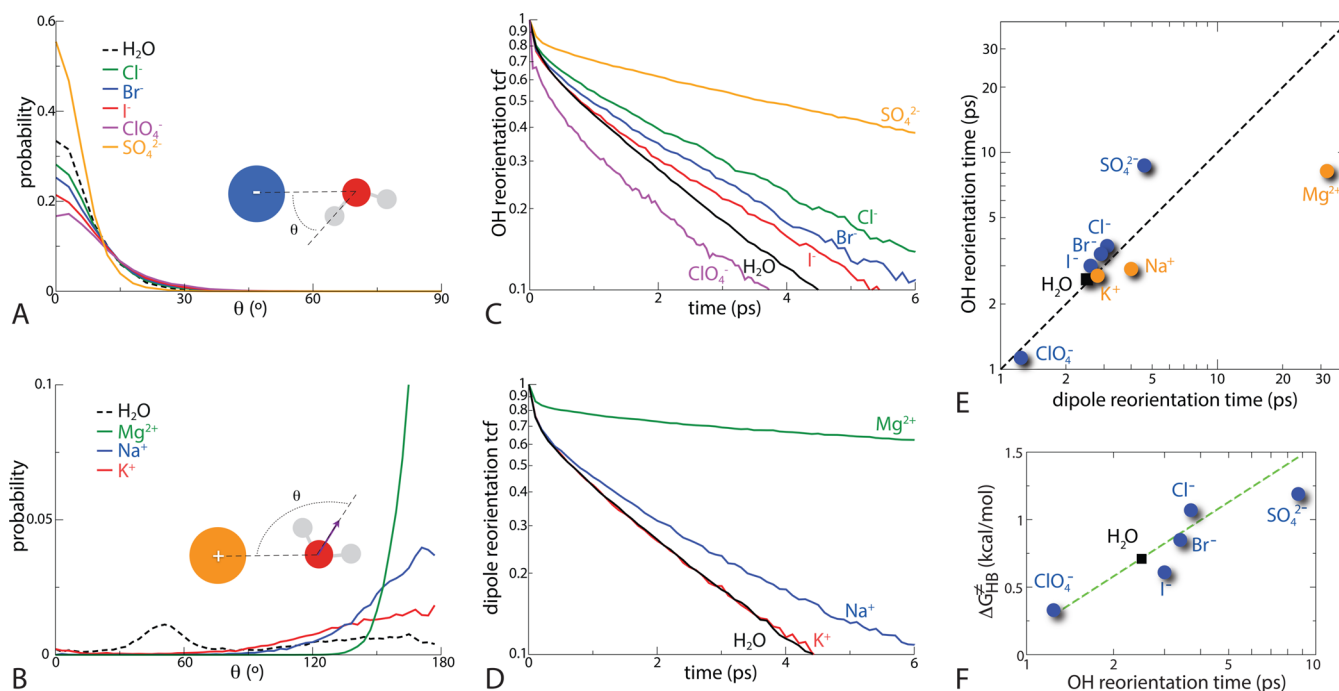 0.6
0.4
0.2
0.0
probability
H₂O
Cl⁻
Br⁻
I⁻
ClO₄⁻
SO₄²⁻
-
θ
0
30
60
90
θ (º)
A
0.1
0.05
0
probability
H₂O
Mg²⁺
Na⁺
K⁺
+
θ
0
60
120
180
θ (º)
B
1
0.9
0.8
0.7
0.6
0.5
0.4
0.3
0.2
0.1
OH reorientation tcf
SO₄²⁻
Cl⁻
Br⁻
I⁻
H₂O
ClO₄⁻
0
2
4
6
time (ps)
C
1
0.9
0.8
0.7
0.6
0.5
0.4
0.3
0.2
0.1
dipole reorientation tcf
Mg²⁺
Na⁺
H₂O
K⁺
0
2
4
6
time (ps)
D
30
10
5
2
1
OH reorientation time (ps)
SO₄²⁻
Mg²⁺
Cl⁻
Br⁻
I⁻
Na⁺
H₂O
K⁺
ClO₄⁻
1
2
5
10
20
30
dipole reorientation time (ps)
E
1.5
1
0.5
0
ΔG‡HB (kcal/mol)
Cl⁻
SO₄²⁻
H₂O
Br⁻
ClO₄⁻
I⁻
1
2
5
10
OH reorientation time (ps)
F